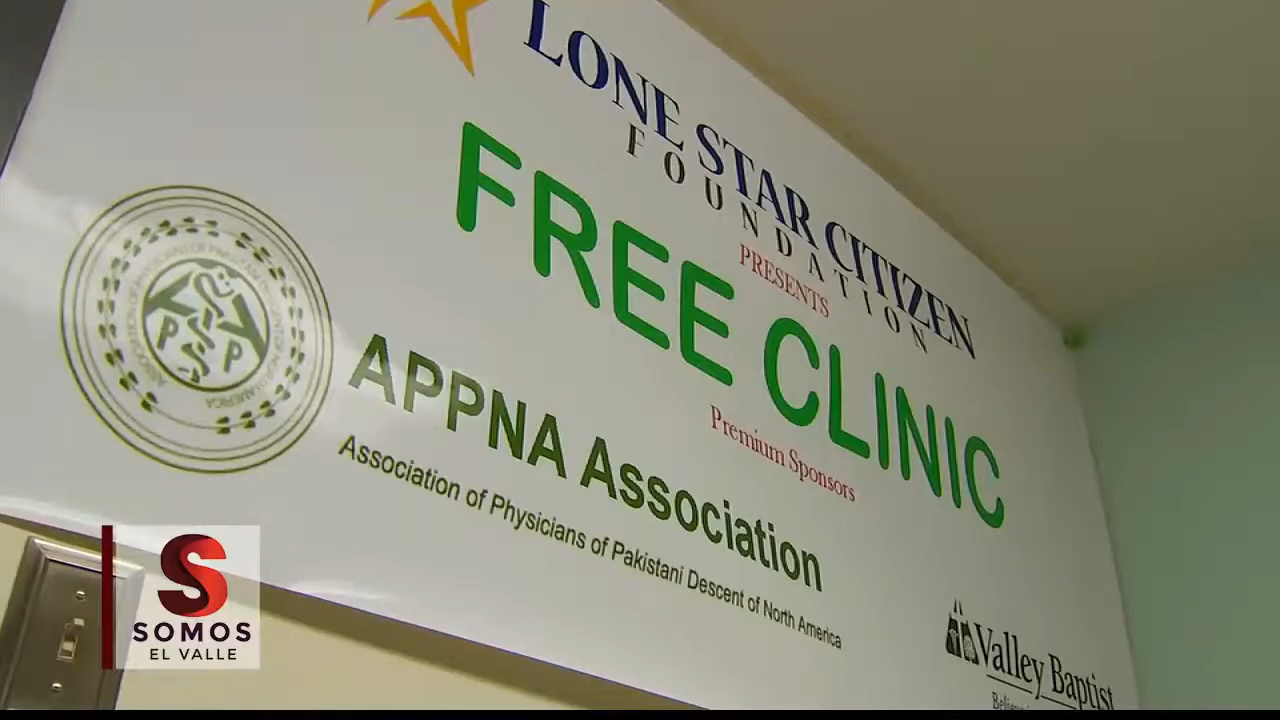 LONE STAR CITIZEN
FOUNDATION
PRESENTS
FREE CLINIC
Premium Sponsors
APPNA Association
Association of Physicians of Pakistani Descent of North America
Valley Baptist
SOMOS
EL VALLE